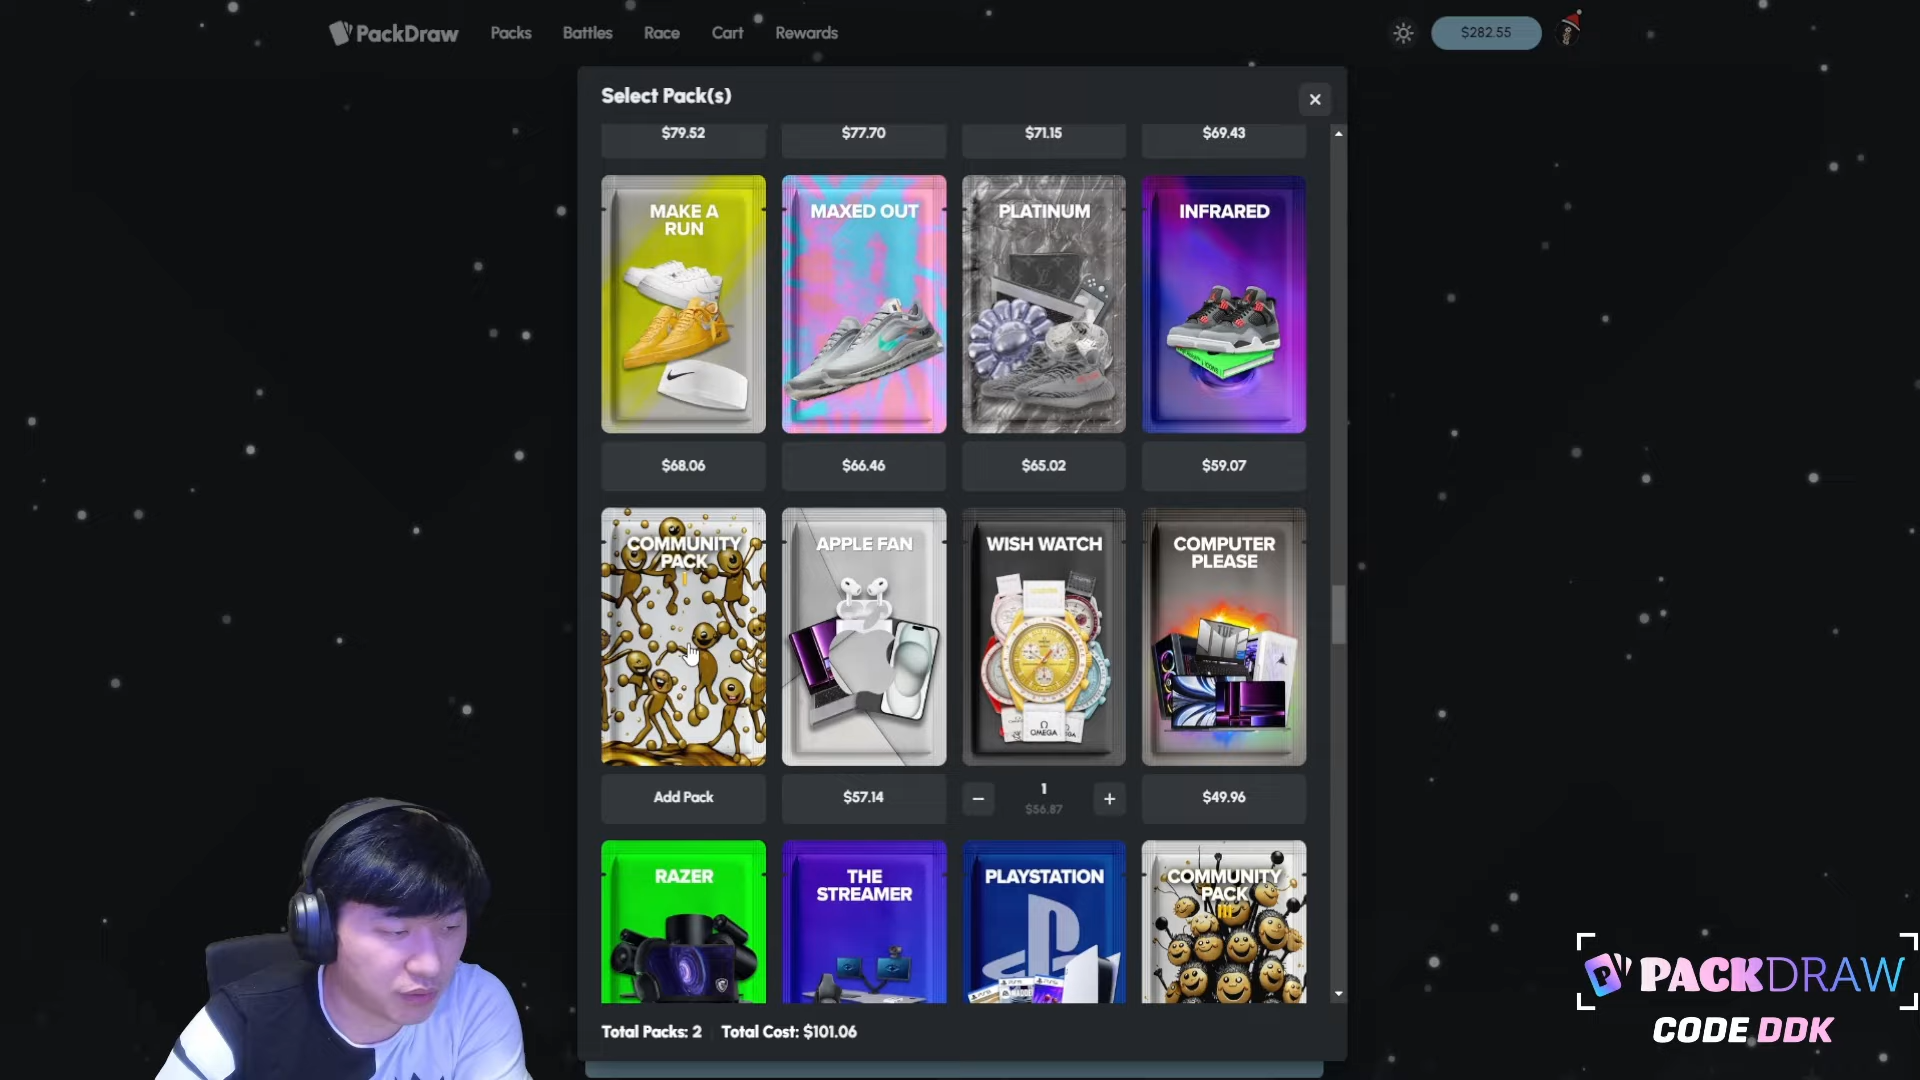 PackDraw
Packs
Battles
Race
Cart
Rewards
$282.55
Select Pack(s)
$79.52
$77.70
$71.15
$69.43
MAKE A
RUN
MAXED OUT
PLATINUM
INFRARED
$68.06
$66.46
$65.02
$59.07
COMMUNITY
PACK
I
APPLE FAN
WISH WATCH
OMEGA
COMPUTER
PLEASE
Add Pack
$57.14
− 1 +
$56.87
$49.96
RAZER
THE
STREAMER
PLAYSTATION
COMMUNITY
PACK
III
Total Packs: 2
Total Cost: $101.06
PACKDRAW
CODE DDK